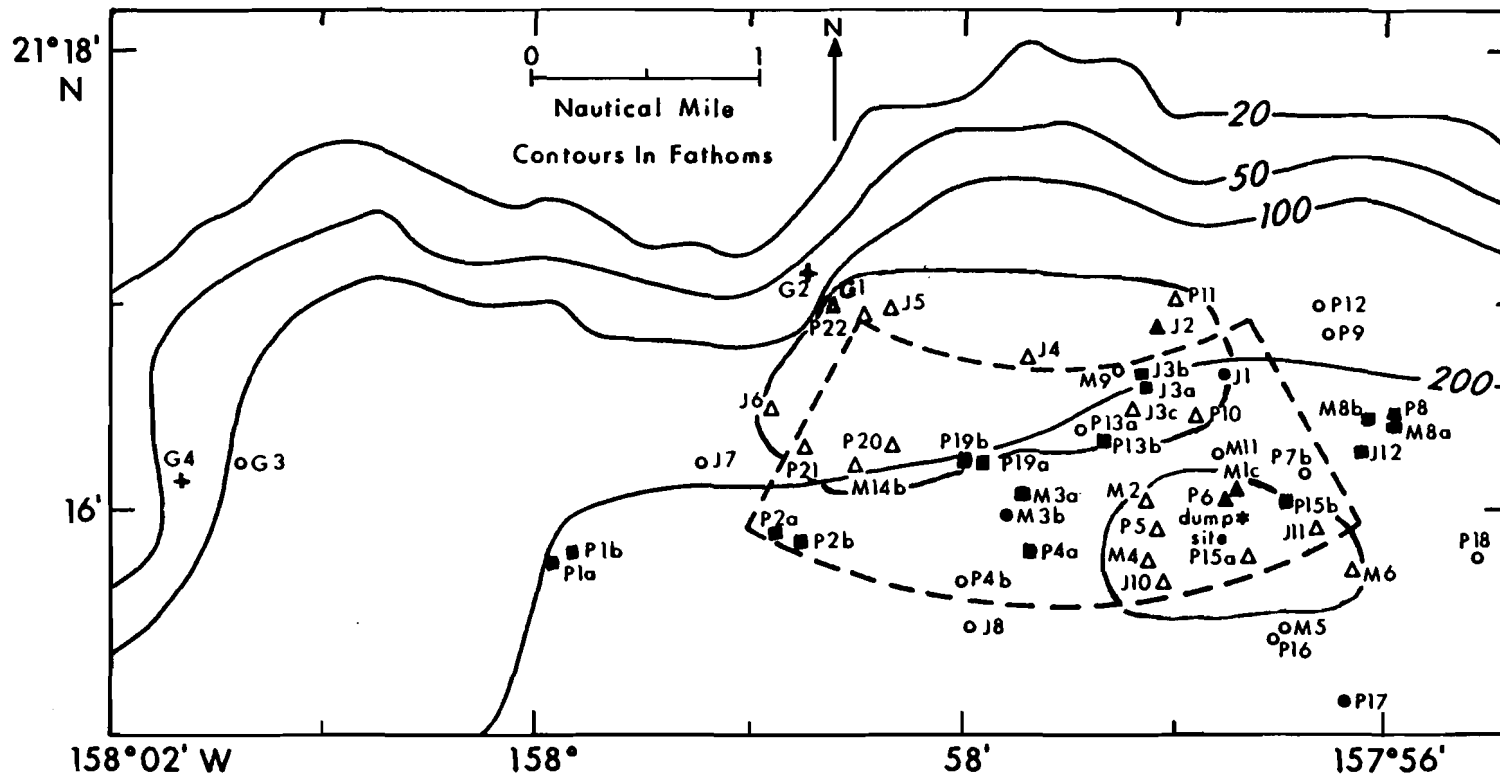 21°18'
N
0 1
N
Nautical Mile
Contours In Fathoms
20
50
100
G2
G1
J5
P22
P11
J2
P12
P9
J4
M9
J3b
J1
J3a
200
J6
J3c
P10
M8b
P8
M8a
P13a
P13b
P20
P19b
P19a
G4
G3
J7
P21
M14b
M11
P7b
J12
M1c
16'
M3a
M2
P6
P15b
M3b
dump*
site
P2a
P2b
P5
J11
P1b
P1a
P4a
M4
P15a
P18
P4b
J10
M6
J8
M5
P16
P17
158°02' W
158°
58'
157°56'